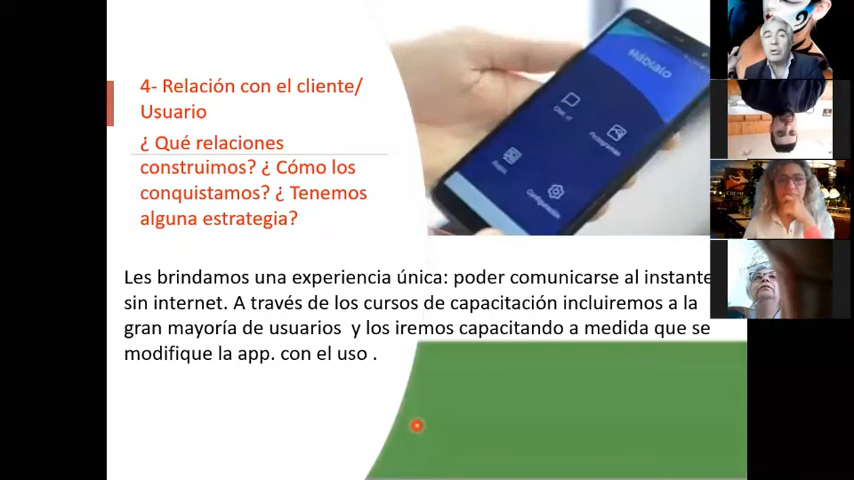 4- Relación con el cliente/
Usuario
¿ Qué relaciones
construimos? ¿ Cómo los
conquistamos? ¿ Tenemos
alguna estrategia?
Háblalo
Configuración
Les brindamos una experiencia única: poder comunicarse al instante
sin internet. A través de los cursos de capacitación incluiremos a la
gran mayoría de usuarios y los iremos capacitando a medida que se
modifique la app. con el uso .